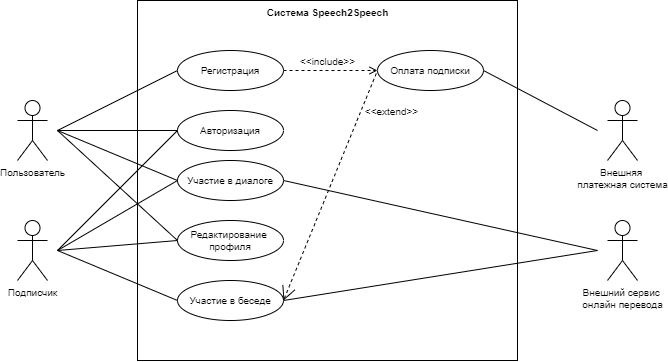 Система Speech2Speech
Регистрация
<<include>>
Оплата подписки
<<extend>>
Авторизация
Пользователь
Участие в диалоге
Внешняя
платежная система
Редактирование
профиля
Подписчик
Участие в беседе
Внешний сервис
онлайн перевода